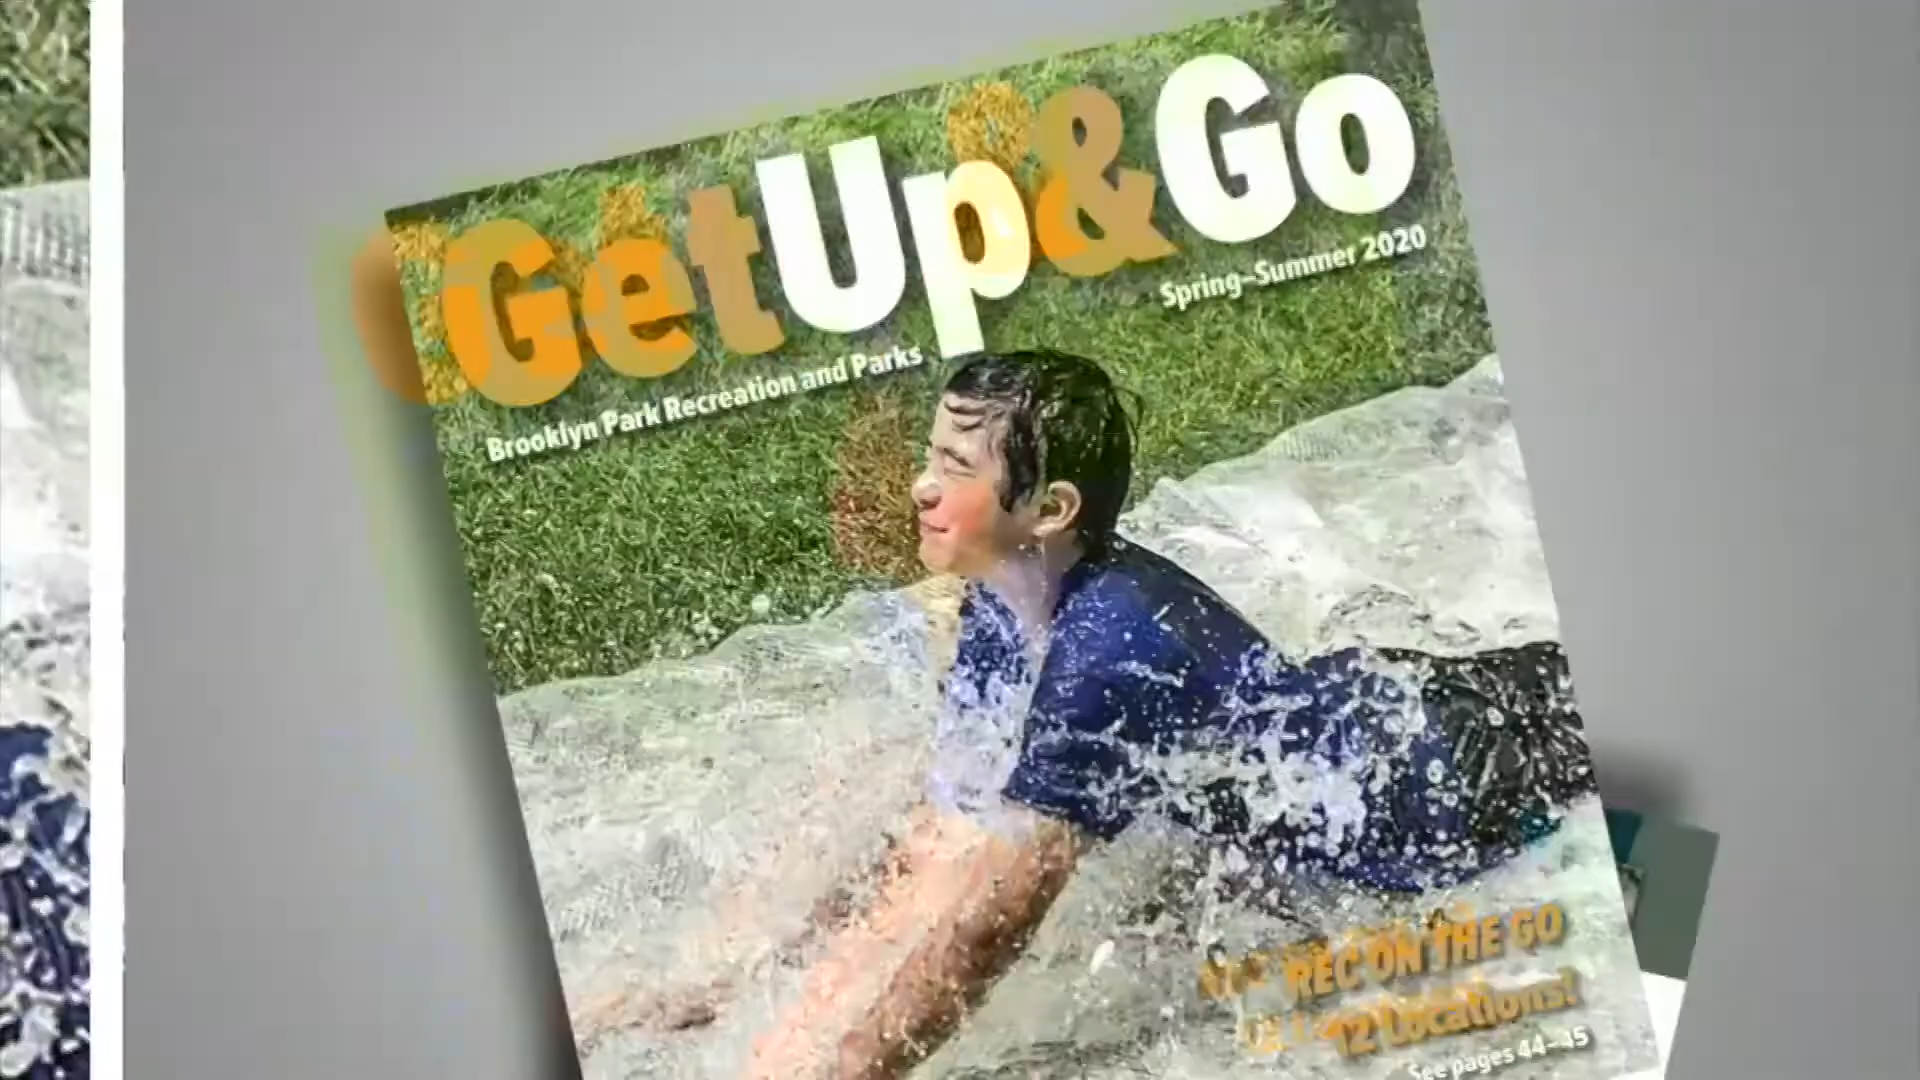 GetUp&Go
Spring–Summer 2020
Brooklyn Park Recreation and Parks
REC ON THE GO
12 Locations!
See pages 44–45